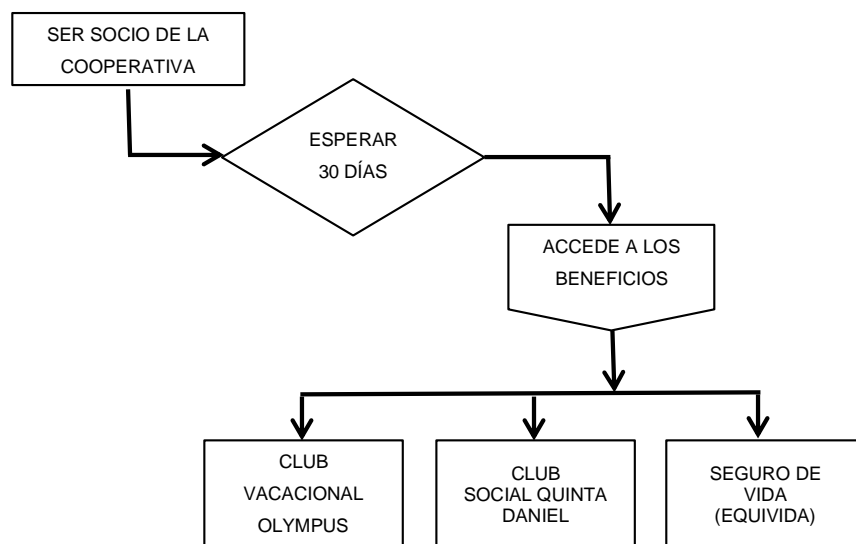 SER SOCIO DE LA
COOPERATIVA
ESPERAR
30 DÍAS
ACCEDE A LOS
BENEFICIOS
CLUB
VACACIONAL
OLYMPUS
CLUB
SOCIAL QUINTA
DANIEL
SEGURO DE
VIDA
(EQUIVIDA)